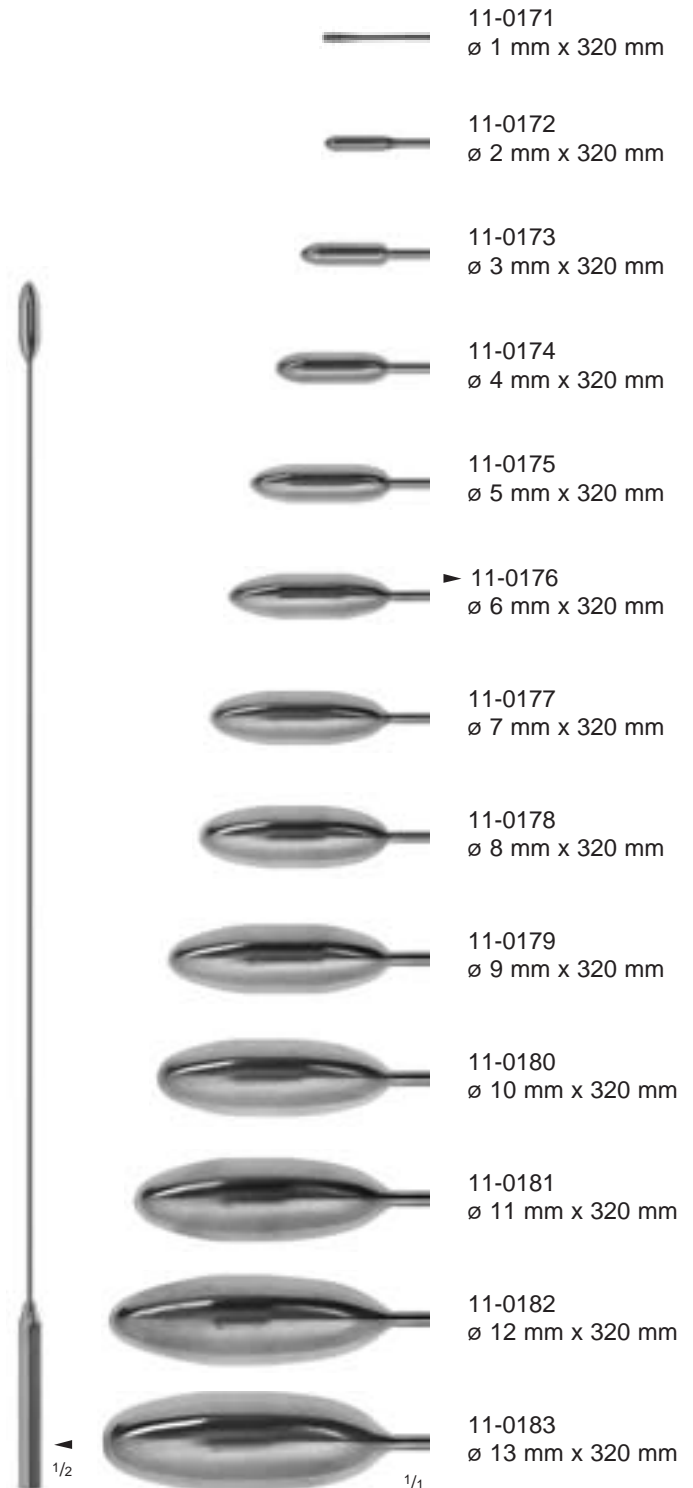 11-0171
ø 1 mm x 320 mm
11-0172
ø 2 mm x 320 mm
11-0173
ø 3 mm x 320 mm
11-0174
ø 4 mm x 320 mm
11-0175
ø 5 mm x 320 mm
► 11-0176
ø 6 mm x 320 mm
11-0177
ø 7 mm x 320 mm
11-0178
ø 8 mm x 320 mm
11-0179
ø 9 mm x 320 mm
11-0180
ø 10 mm x 320 mm
11-0181
ø 11 mm x 320 mm
11-0182
ø 12 mm x 320 mm
11-0183
ø 13 mm x 320 mm
◄
1/2
1/1